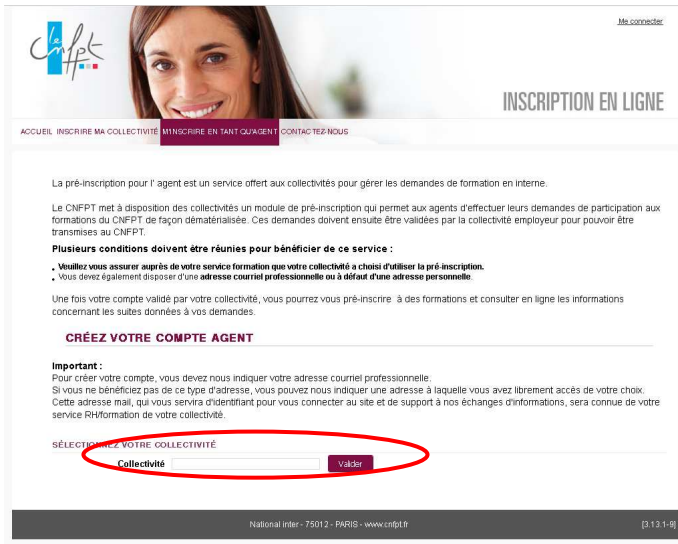 Me connecter
le cnfpt
INSCRIPTION EN LIGNE
ACCUEIL INSCRIRE MA COLLECTIVITÉ M'INSCRIRE EN TANT QU'AGENT CONTACTEZ-NOUS
La pré-inscription pour l' agent est un service offert aux collectivités pour gérer les demandes de formation en interne.
Le CNFPT met à disposition des collectivités un module de pré-inscription qui permet aux agents d'effectuer leurs demandes de participation aux
formations du CNFPT de façon dématérialisée. Ces demandes doivent ensuite être validées par la collectivité employeur pour pouvoir être
transmises au CNFPT.
Plusieurs conditions doivent être réunies pour bénéficier de ce service :
• Veuillez vous assurer auprès de votre service formation que votre collectivité a choisi d'utiliser la pré-inscription.
• Vous devez également disposer d'une adresse courriel professionnelle ou à défaut d'une adresse personnelle.
Une fois votre compte validé par votre collectivité, vous pourrez vous pré-inscrire à des formations et consulter en ligne les informations
concernant les suites données à vos demandes.
CRÉEZ VOTRE COMPTE AGENT
Important :
Pour créer votre compte, vous devez nous indiquer votre adresse courriel professionnelle.
Si vous ne bénéficiez pas de ce type d'adresse, vous pouvez nous indiquer une adresse à laquelle vous avez librement accès de votre choix.
Cette adresse mail, qui vous servira d'identifiant pour vous connecter au site et de support à nos échanges d'informations, sera connue de votre
service RH/formation de votre collectivité.
SÉLECTIONNEZ VOTRE COLLECTIVITÉ
Collectivité Valider
National inter - 75012 - PARIS - www.cnfpt.fr [3.13.1-9]